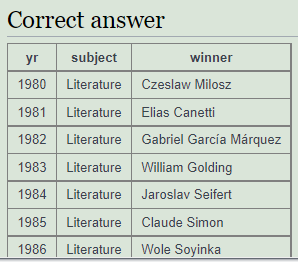 Correct answer
yr subject winner
1980 Literature Czeslaw Milosz
1981 Literature Elias Canetti
1982 Literature Gabriel García Márquez
1983 Literature William Golding
1984 Literature Jaroslav Seifert
1985 Literature Claude Simon
1986 Literature Wole Soyinka